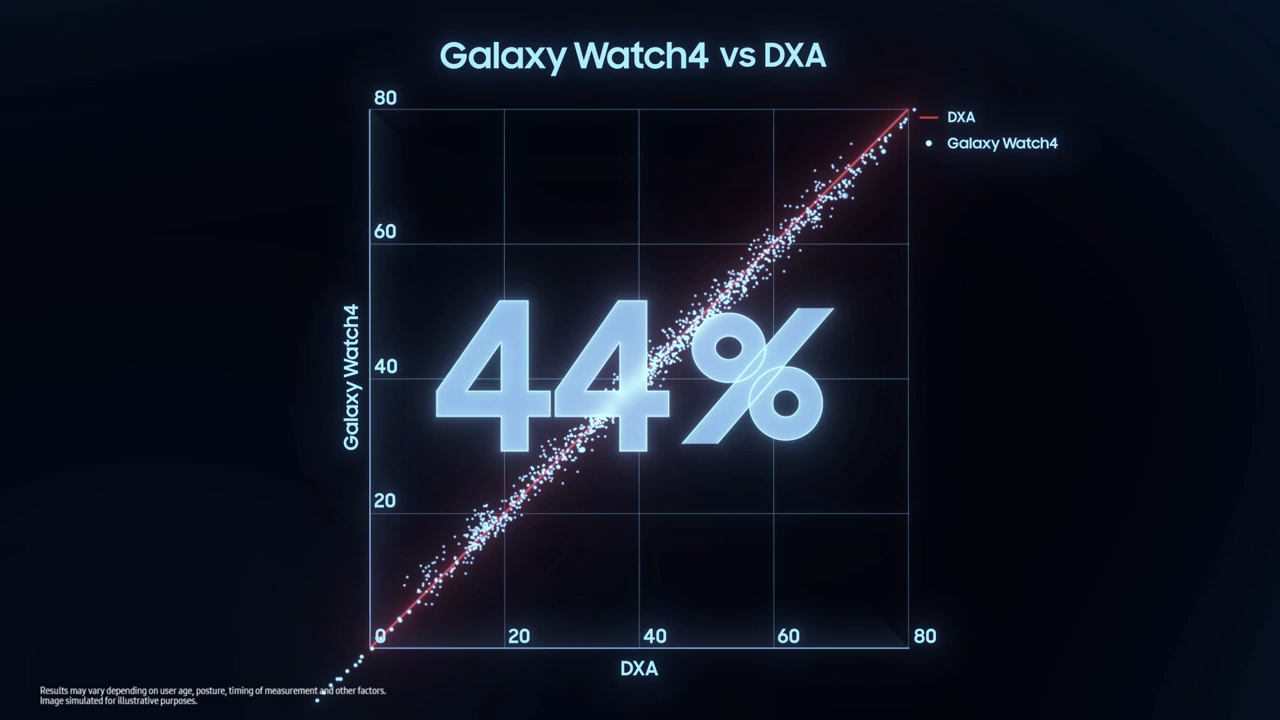 Galaxy Watch4 vs DXA
80
DXA
Galaxy Watch4
60
44%
40
Galaxy Watch4
20
0
20
40
60
80
DXA
Results may vary depending on user age, posture, timing of measurement and other factors.
Image simulated for illustrative purposes.